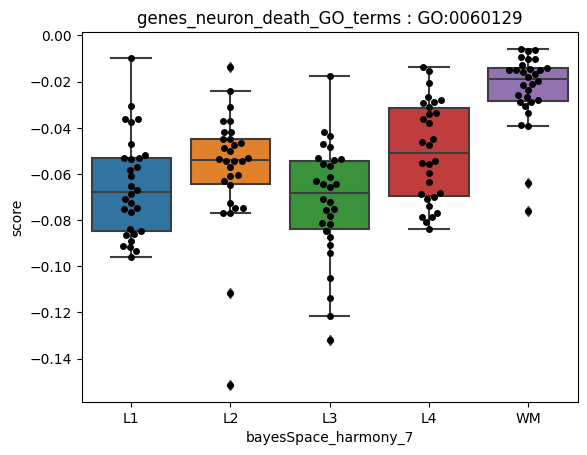 genes_neuron_death_GO_terms : GO:0060129
0.00
−0.02
−0.04
−0.06
−0.08
−0.10
−0.12
−0.14
score
L1 L2 L3 L4 WM
bayesSpace_harmony_7